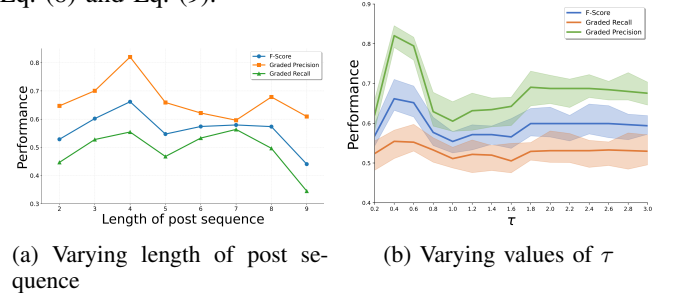 Eq. (8) and Eq. (9).
F-Score
Graded Precision
Graded Recall
0.8
0.7
0.6
0.5
0.4
0.3
Performance
2 3 4 5 6 7 8 9
Length of post sequence
(a) Varying length of post se-
quence
F-Score
Graded Recall
Graded Precision
0.9
0.8
0.7
0.6
0.5
0.4
Performance
0.2 0.4 0.6 0.8 1.0 1.2 1.4 1.6 1.8 2.0 2.2 2.4 2.6 2.8 3.0
τ
(b) Varying values of τ